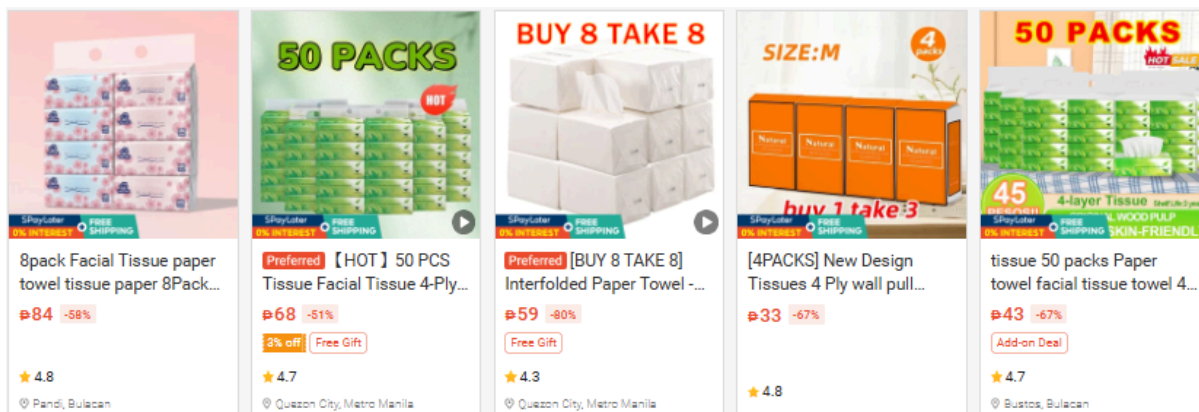 SPayLater
0% INTEREST
FREE
SHIPPING
8pack Facial Tissue paper
towel tissue paper 8Pack...
₱84 -58%
4.8
Pandi, Bulacan
50 PACKS
HOT
SPayLater
0% INTEREST
FREE
SHIPPING
Preferred 【HOT】50 PCS
Tissue Facial Tissue 4-Ply...
₱68 -51%
3% off Free Gift
4.7
Quezon City, Metro Manila
BUY 8 TAKE 8
SPayLater
0% INTEREST
FREE
SHIPPING
Preferred [BUY 8 TAKE 8]
Interfolded Paper Towel -...
₱59 -80%
Free Gift
4.3
Quezon City, Metro Manila
SIZE:M
4
packs
Natural Natural Natural Natural
buy 1 take 3
SPayLater
0% INTEREST
FREE
SHIPPING
[4PACKS] New Design
Tissues 4 Ply wall pull...
₱33 -67%
4.8
50 PACKS
HOT SALE
45
PESOS!!
4-layer Tissue
WOOD PULP
SKIN-FRIENDL
SPayLater
0% INTEREST
FREE
SHIPPING
tissue 50 packs Paper
towel facial tissue towel 4...
₱43 -67%
Add-on Deal
4.7
Bustos, Bulacan